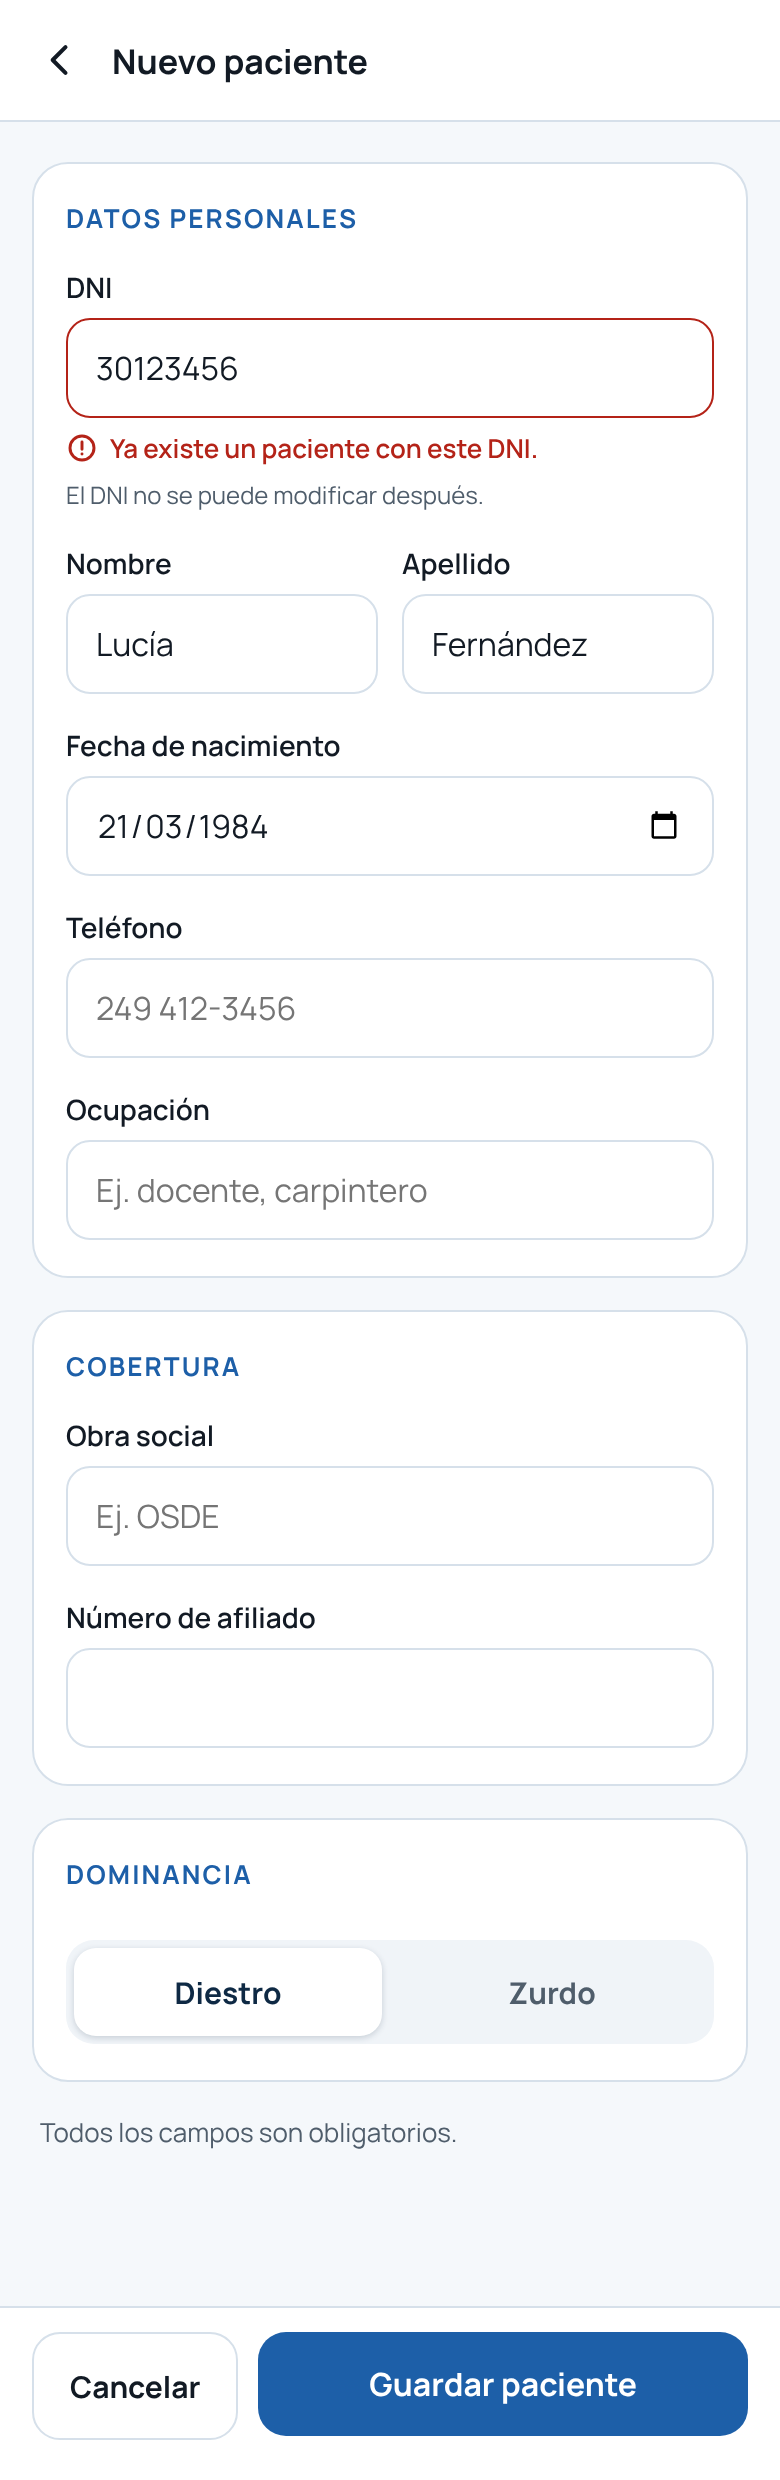 Nuevo paciente
DATOS PERSONALES
DNI
30123456
Ya existe un paciente con este DNI.
El DNI no se puede modificar después.
Nombre
Apellido
Lucía
Fernández
Fecha de nacimiento
21/03/1984
Teléfono
249 412-3456
Ocupación
Ej. docente, carpintero
COBERTURA
Obra social
Ej. OSDE
Número de afiliado
DOMINANCIA
Diestro
Zurdo
Todos los campos son obligatorios.
Cancelar
Guardar paciente